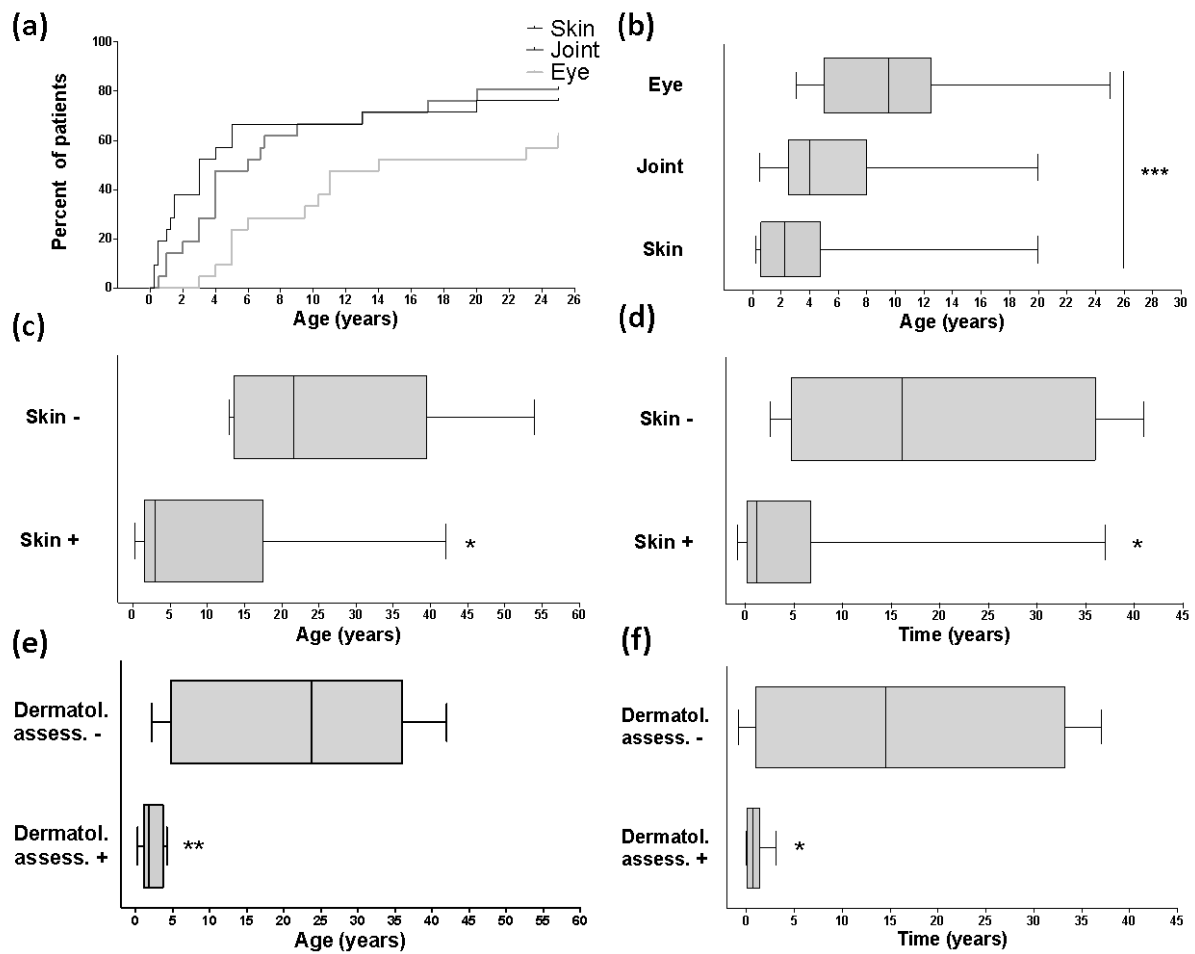 (a)
Skin
Joint
Eye
Percent of patients
100
80
60
40
20
0
0 2 4 6 8 10 12 14 16 18 20 22 24 26
Age (years)
(b)
Eye
Joint
Skin
***
0 2 4 6 8 10 12 14 16 18 20 22 24 26 28 30
Age (years)
(c)
Skin -
Skin +
*
0 5 10 15 20 25 30 35 40 45 50 55 60
Age (years)
(d)
Skin -
Skin +
*
0 5 10 15 20 25 30 35 40 45
Time (years)
(e)
Dermatol.
assess. -
Dermatol.
assess. +
**
0 5 10 15 20 25 30 35 40 45 50 55 60
Age (years)
(f)
Dermatol.
assess. -
Dermatol.
assess. +
*
0 5 10 15 20 25 30 35 40 45
Time (years)